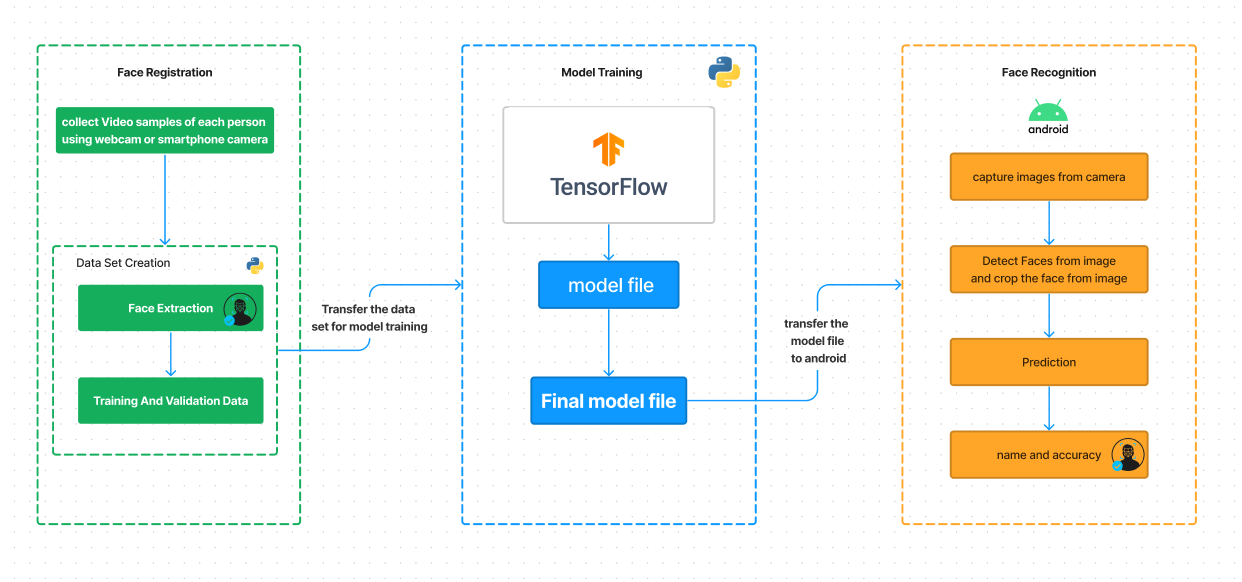 Face Registration
collect Video samples of each person
using webcam or smartphone camera
Data Set Creation
Face Extraction
Training And Validation Data
Transfer the data
set for model training
Model Training
TensorFlow
model file
Final model file
transfer the
model file
to android
Face Recognition
android
capture images from camera
Detect Faces from image
and crop the face from image
Prediction
name and accuracy